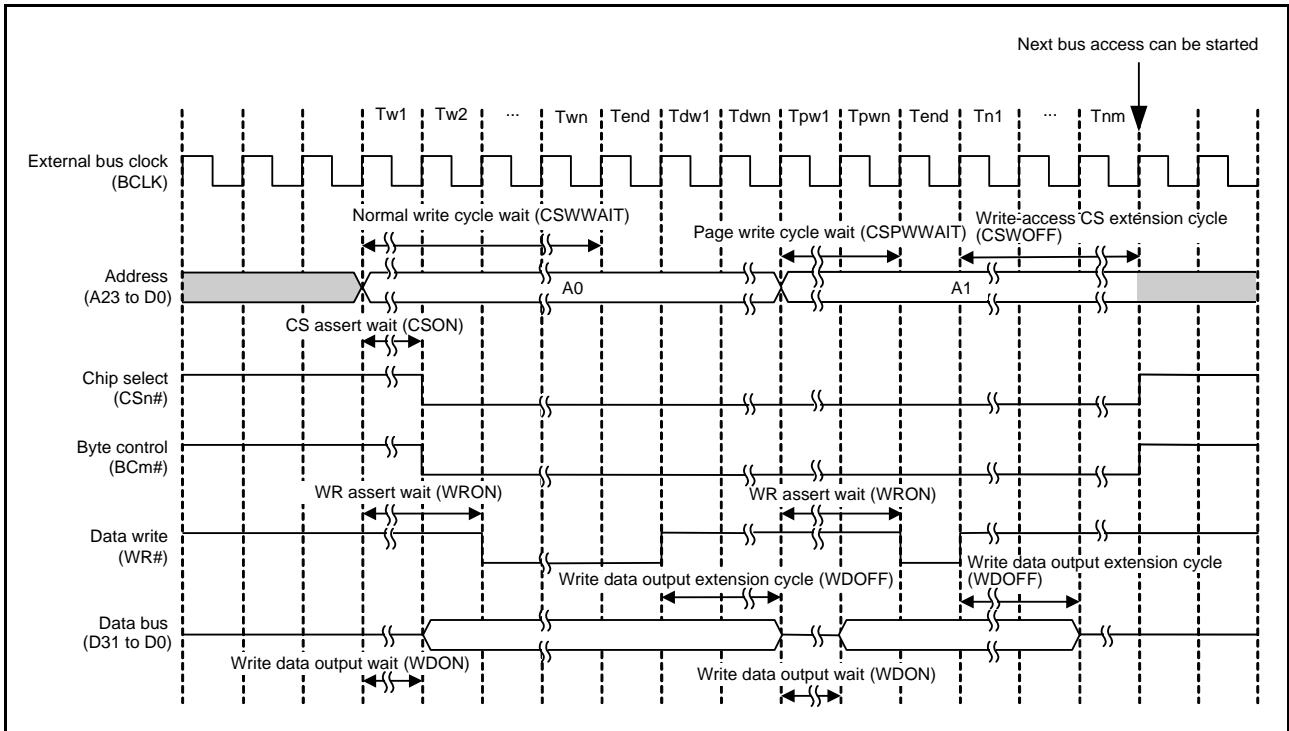 Next bus access can be started
Tw1 Tw2 ... Twn Tend Tdw1 Tdwn Tpw1 Tpwn Tend Tn1 ... Tnm
External bus clock
(BCLK)
Normal write cycle wait (CSWWAIT)
Page write cycle wait (CSPWWAIT)
Write-access CS extension cycle
(CSWOFF)
Address
(A23 to D0)
A0
A1
CS assert wait (CSON)
Chip select
(CSn#)
Byte control
(BCm#)
WR assert wait (WRON)
WR assert wait (WRON)
Data write
(WR#)
Write data output extension cycle (WDOFF)
Write data output extension cycle
(WDOFF)
Data bus
(D31 to D0)
Write data output wait (WDON)
Write data output wait (WDON)